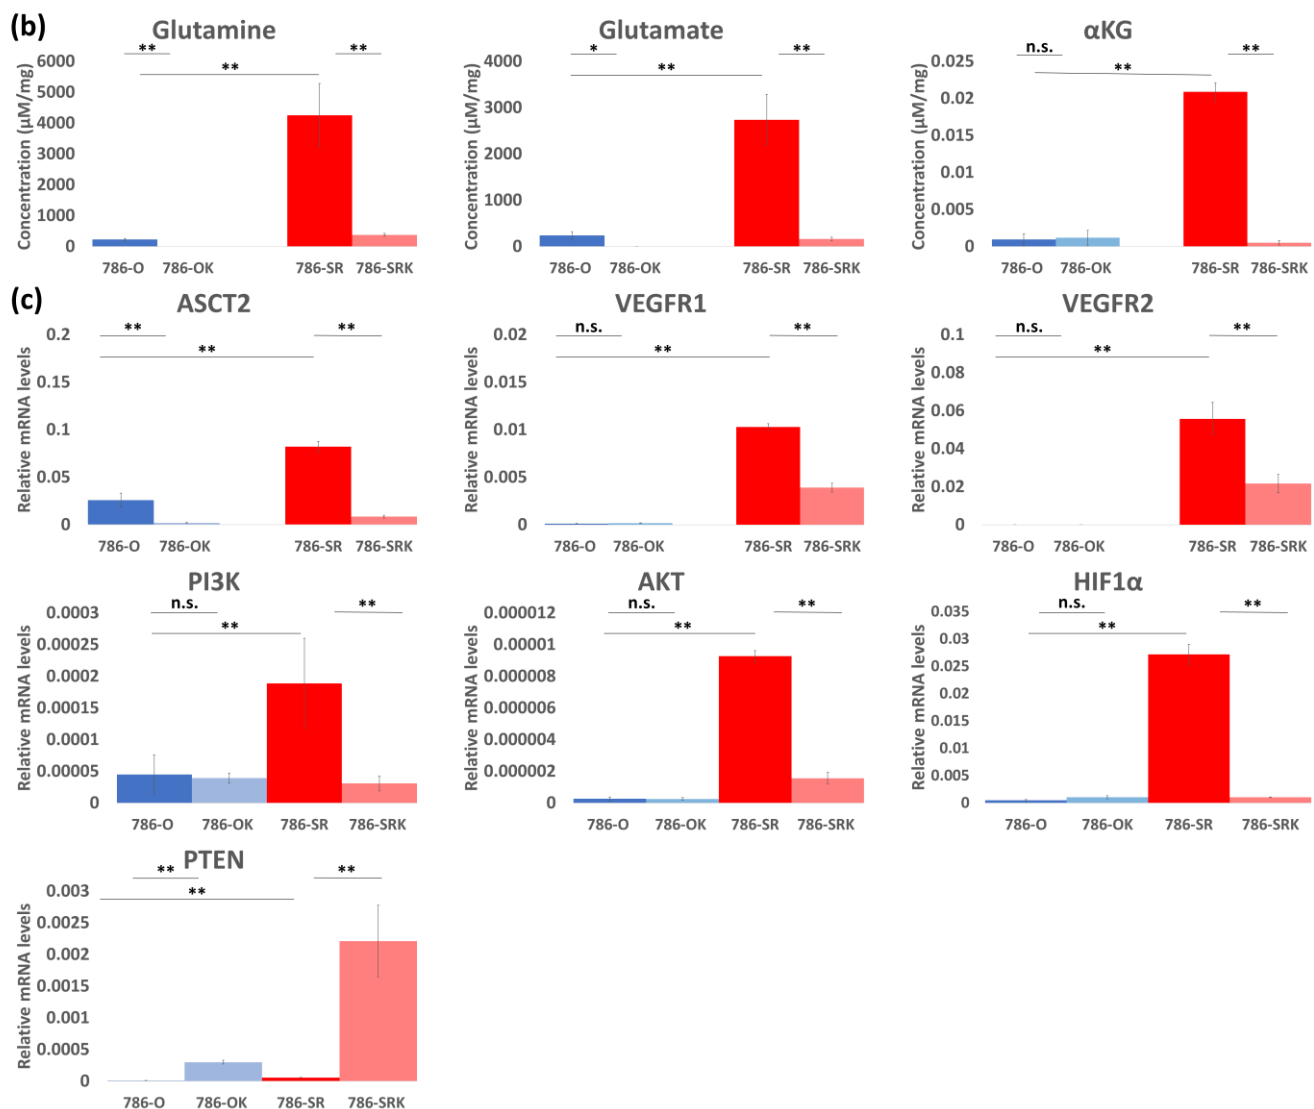 (b)
Glutamine
Concentration (µM/mg)
6000
5000
4000
3000
2000
1000
0
**
**
**
786-O 786-OK 786-SR 786-SRK
Glutamate
Concentration (µM/mg)
4000
3000
2000
1000
0
*
**
**
786-O 786-OK 786-SR 786-SRK
αKG
Concentration (µM/mg)
0.025
0.02
0.015
0.01
0.005
0
n.s.
**
**
786-O 786-OK 786-SR 786-SRK
(c)
ASCT2
Relative mRNA levels
0.2
0.15
0.1
0.05
0
**
**
**
786-O 786-OK 786-SR 786-SRK
VEGFR1
Relative mRNA levels
0.02
0.015
0.01
0.005
0
n.s.
**
**
786-O 786-OK 786-SR 786-SRK
VEGFR2
Relative mRNA levels
0.1
0.08
0.06
0.04
0.02
0
n.s.
**
**
786-O 786-OK 786-SR 786-SRK
PI3K
Relative mRNA levels
0.0003
0.00025
0.0002
0.00015
0.0001
0.00005
0
n.s.
**
**
786-O 786-OK 786-SR 786-SRK
AKT
Relative mRNA levels
0.000012
0.00001
0.000008
0.000006
0.000004
0.000002
0
n.s.
**
**
786-O 786-OK 786-SR 786-SRK
HIF1α
Relative mRNA levels
0.035
0.03
0.025
0.02
0.015
0.01
0.005
0
n.s.
**
**
786-O 786-OK 786-SR 786-SRK
PTEN
Relative mRNA levels
0.003
0.0025
0.002
0.0015
0.001
0.0005
0
**
**
**
786-O 786-OK 786-SR 786-SRK